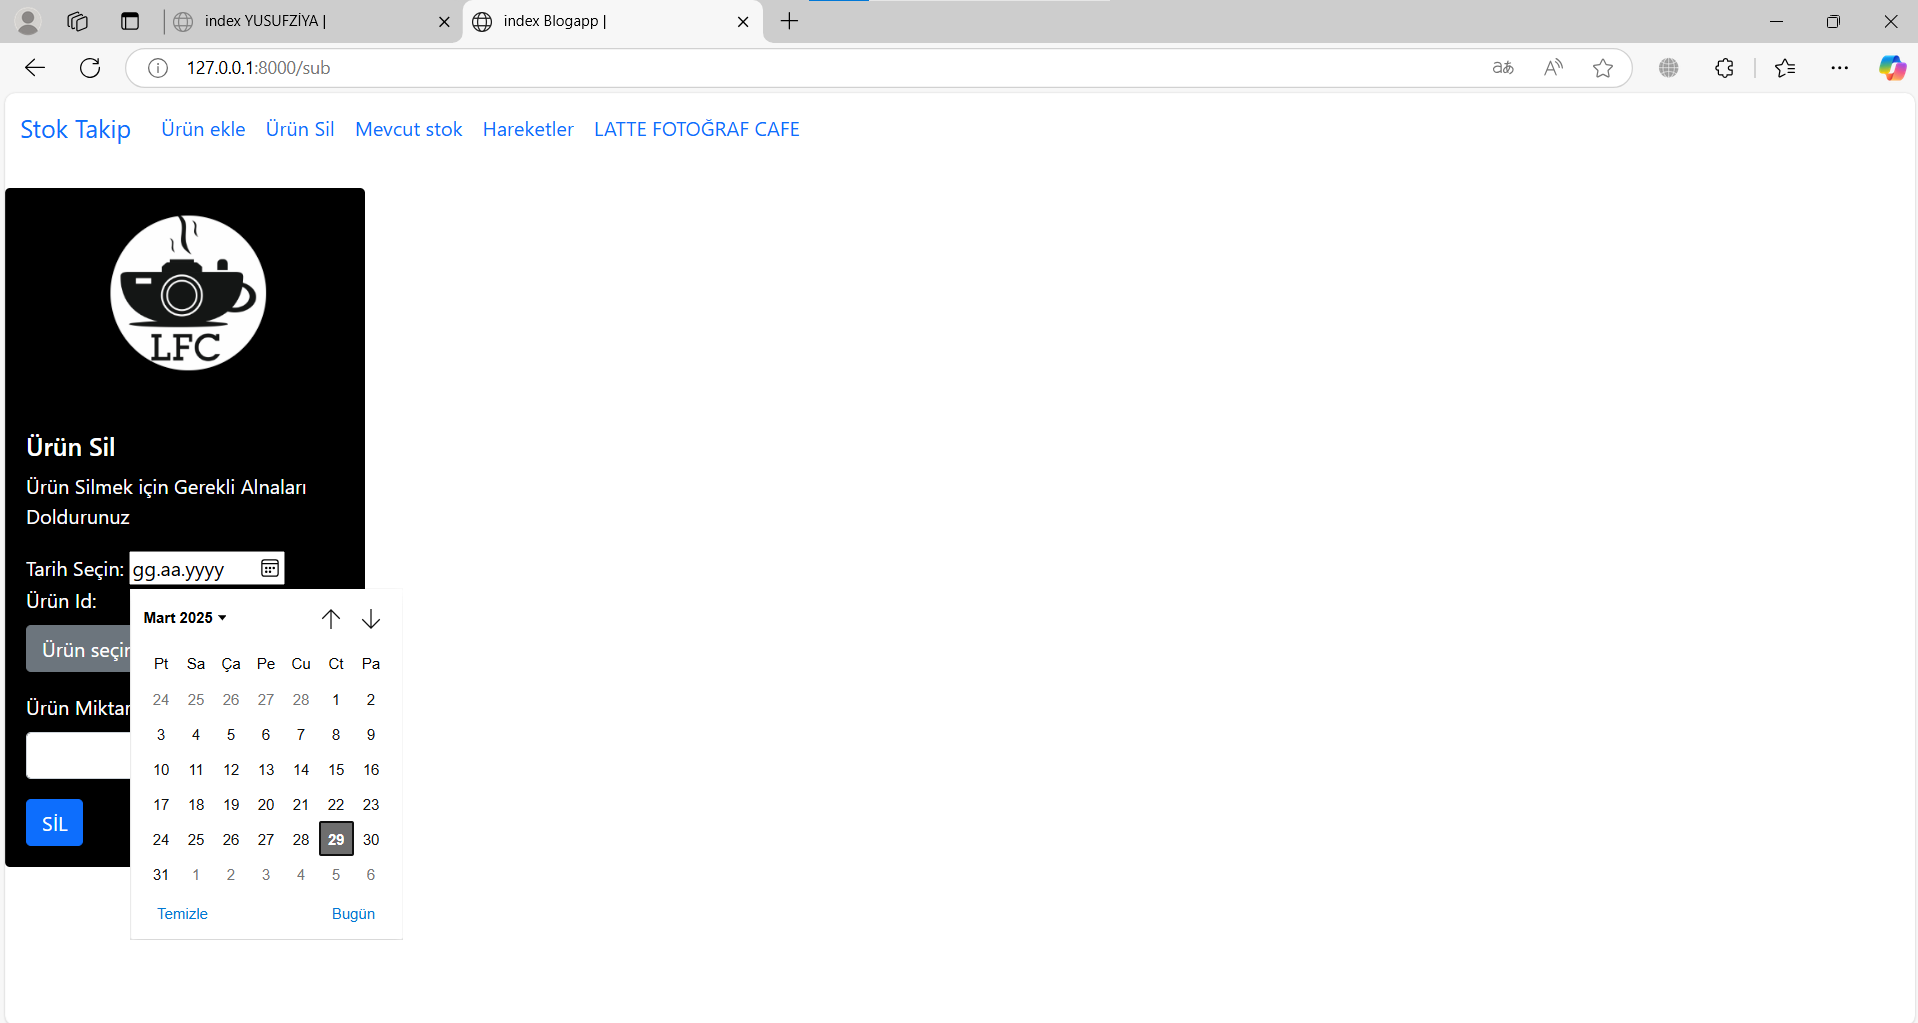 index YUSUFZİYA |
index Blogapp |
127.0.0.1:8000/sub
Stok Takip Ürün ekle Ürün Sil Mevcut stok Hareketler LATTE FOTOĞRAF CAFE
LFC
Ürün Sil
Ürün Silmek için Gerekli Alnaları
Doldurunuz
Tarih Seçin: gg.aa.yyyy
Ürün Id:
Mart 2025
Ürün seçin
Pt Sa Ça Pe Cu Ct Pa
24 25 26 27 28 1 2
Ürün Miktar
3 4 5 6 7 8 9
10 11 12 13 14 15 16
17 18 19 20 21 22 23
SİL
24 25 26 27 28 29 30
31 1 2 3 4 5 6
Temizle Bugün